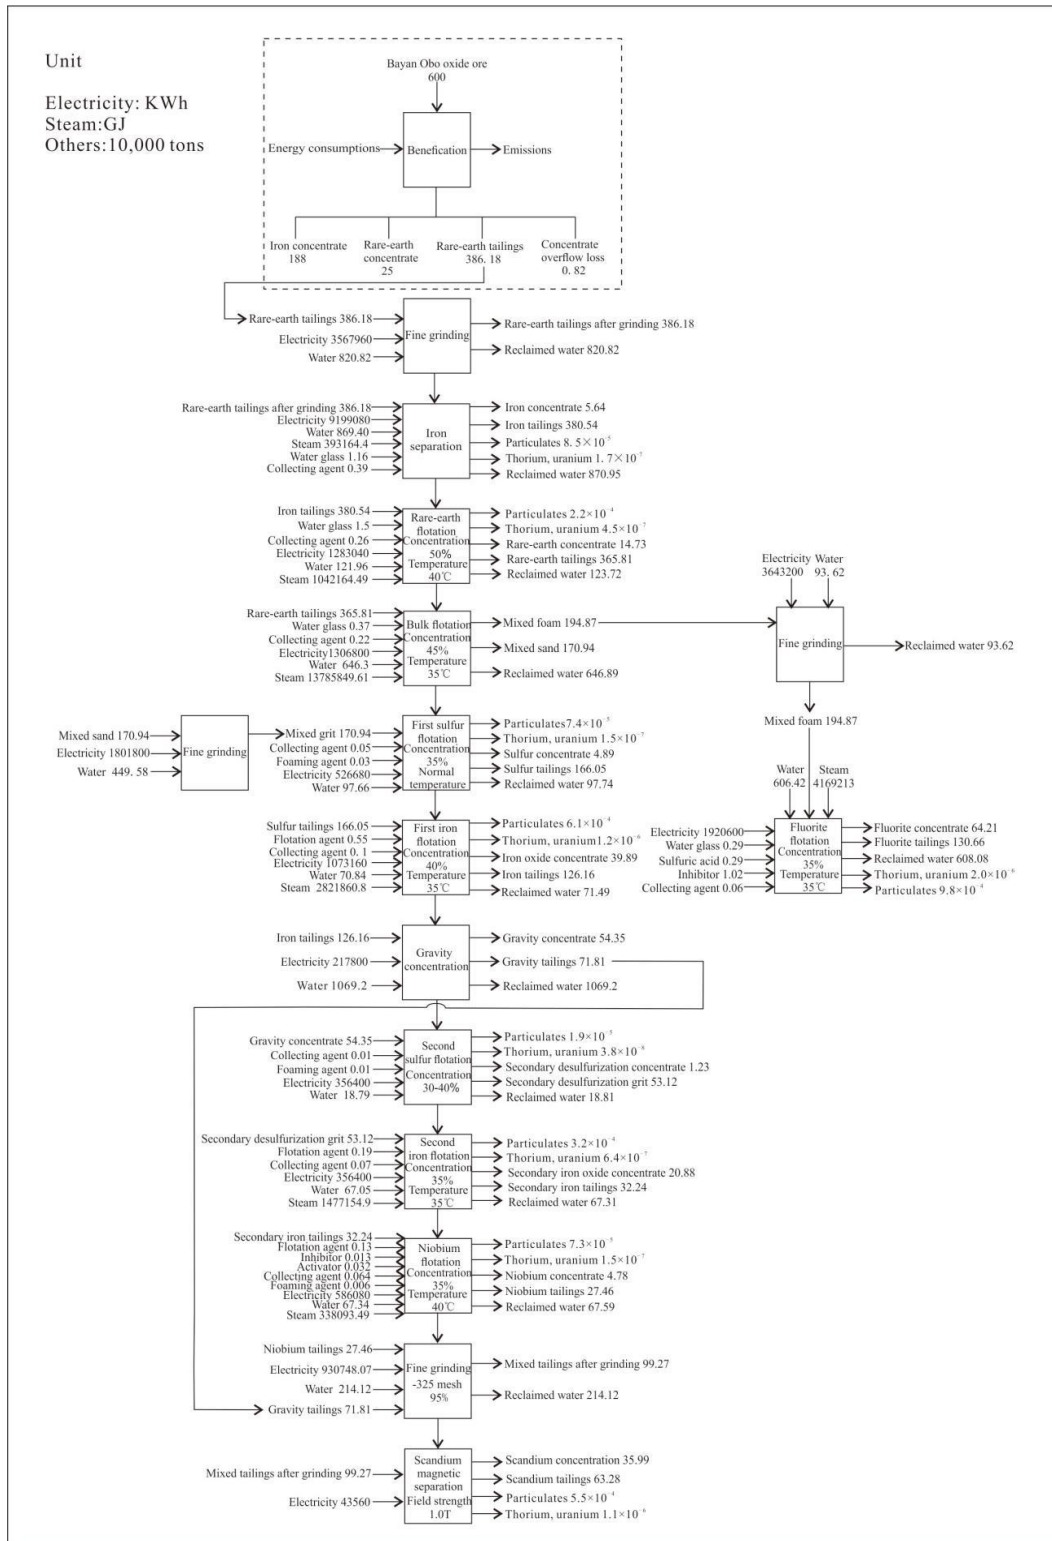 Unit
Electricity: KWh
Steam:GJ
Others:10,000 tons
Bayan Obo oxide ore
600
Energy consumptions
Benefication
Emissions
Iron concentrate
188
Rare-earth
concentrate
25
Rare-earth tailings
386. 18
Concentrate
overflow loss
0. 82
Rare-earth tailings 386.18
Electricity 3567960
Water 820.82
Fine grinding
Rare-earth tailings after grinding 386.18
Reclaimed water 820.82
Rare-earth tailings after grinding 386.18
Electricity 9199080
Water 869.40
Steam 393164.4
Water glass 1.16
Collecting agent 0.39
Iron
separation
Iron concentrate 5.64
Iron tailings 380.54
Particulates 8. 5×10⁻⁵
Thorium, uranium 1. 7×10⁻⁷
Reclaimed water 870.95
Iron tailings 380.54
Water glass 1.5
Collecting agent 0.26
Electricity 1283040
Water 121.96
Steam 1042164.49
Rare-earth
flotation
Concentration
50%
Temperature
40℃
Particulates 2.2×10⁻⁴
Thorium, uranium 4.5×10⁻⁷
Rare-earth concentrate 14.73
Rare-earth tailings 365.81
Reclaimed water 123.72
Electricity
3643200
Water
93. 62
Rare-earth tailings 365.81
Water glass 0.37
Collecting agent 0.22
Electricity1306800
Water 646.3
Steam 13785849.61
Bulk flotation
Concentration
45%
Temperature
35℃
Mixed foam 194.87
Mixed sand 170.94
Reclaimed water 646.89
Fine grinding
Reclaimed water 93.62
Mixed foam 194.87
Mixed sand 170.94
Electricity 1801800
Water 449. 58
Fine grinding
Mixed grit 170.94
Collecting agent 0.05
Foaming agent 0.03
Electricity 526680
Water 97.66
First sulfur
flotation
Concentration
35%
Normal
temperature
Particulates7.4×10⁻⁵
Thorium, uranium 1.5×10⁻⁷
Sulfur concentrate 4.89
Sulfur tailings 166.05
Reclaimed water 97.74
Water
606.42
Steam
4169213
Sulfur tailings 166.05
Flotation agent 0.55
Collecting agent 0. 1
Electricity 1073160
Water 70.84
Steam 2821860.8
First iron
flotation
Concentration
40%
Temperature
35℃
Particulates 6.1×10⁻⁴
Thorium, uranium1.2×10⁻⁶
Iron oxide concentrate 39.89
Iron tailings 126.16
Reclaimed water 71.49
Electricity 1920600
Water glass 0.29
Sulfuric acid 0.29
Inhibitor 1.02
Collecting agent 0.06
Fluorite
flotation
Concentration
35%
Temperature
35℃
Fluorite concentrate 64.21
Fluorite tailings 130.66
Reclaimed water 608.08
Thorium, uranium 2.0×10⁻⁶
Particulates 9.8×10⁻⁴
Iron tailings 126.16
Electricity 217800
Water 1069.2
Gravity
concentration
Gravity concentrate 54.35
Gravity tailings 71.81
Reclaimed water 1069.2
Gravity concentrate 54.35
Collecting agent 0.01
Foaming agent 0.01
Electricity 356400
Water 18.79
Second
sulfur flotation
Concentration
30-40%
Particulates 1.9×10⁻⁵
Thorium, uranium 3.8×10⁻⁸
Secondary desulfurization concentrate 1.23
Secondary desulfurization grit 53.12
Reclaimed water 18.81
Secondary desulfurization grit 53.12
Flotation agent 0.19
Collecting agent 0.07
Electricity 356400
Water 67.05
Steam 1477154.9
Second
iron flotation
Concentration
35%
Temperature
35℃
Particulates 3.2×10⁻⁴
Thorium, uranium 6.4×10⁻⁷
Secondary iron oxide concentrate 20.88
Secondary iron tailings 32.24
Reclaimed water 67.31
Secondary iron tailings 32.24
Flotation agent 0.13
Inhibitor 0.013
Activator 0.032
Collecting agent 0.064
Foaming agent 0.006
Electricity 586080
Water 67.34
Steam 338093.49
Niobium
flotation
Concentration
35%
Temperature
40℃
Particulates 7.3×10⁻⁵
Thorium, uranium 1.5×10⁻⁷
Niobium concentrate 4.78
Niobium tailings 27.46
Reclaimed water 67.59
Niobium tailings 27.46
Electricity 930748.07
Water 214.12
Gravity tailings 71.81
Fine grinding
-325 mesh
95%
Mixed tailings after grinding 99.27
Reclaimed water 214.12
Mixed tailings after grinding 99.27
Electricity 43560
Scandium
magnetic
separation
Field strength
1.0T
Scandium concentration 35.99
Scandium tailings 63.28
Particulates 5.5×10⁻⁴
Thorium, uranium 1.1×10⁻⁶